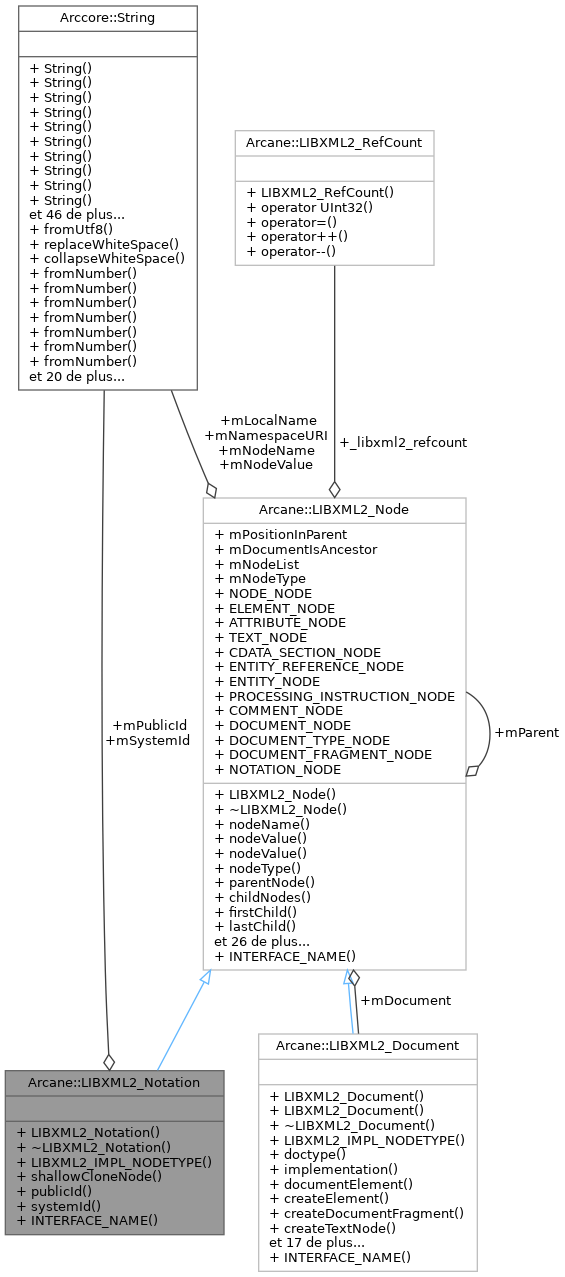 Arccore::String
+ String()
+ String()
+ String()
+ String()
+ String()
+ String()
+ String()
+ String()
+ String()
+ String()
et 46 de plus...
+ fromUtf8()
+ replaceWhiteSpace()
+ collapseWhiteSpace()
+ fromNumber()
+ fromNumber()
+ fromNumber()
+ fromNumber()
+ fromNumber()
+ fromNumber()
+ fromNumber()
et 20 de plus...
Arcane::LIBXML2_RefCount
+ LIBXML2_RefCount()
+ operator UInt32()
+ operator=()
+ operator++()
+ operator--()
+mLocalName
+mNamespaceURI
+mNodeName
+mNodeValue
+_libxml2_refcount
Arcane::LIBXML2_Node
+ mPositionInParent
+ mDocumentIsAncestor
+ mNodeList
+ mNodeType
+ NODE_NODE
+ ELEMENT_NODE
+ ATTRIBUTE_NODE
+ TEXT_NODE
+ CDATA_SECTION_NODE
+ ENTITY_REFERENCE_NODE
+ ENTITY_NODE
+ PROCESSING_INSTRUCTION_NODE
+ COMMENT_NODE
+ DOCUMENT_NODE
+ DOCUMENT_TYPE_NODE
+ DOCUMENT_FRAGMENT_NODE
+ NOTATION_NODE
+ LIBXML2_Node()
+ ~LIBXML2_Node()
+ nodeName()
+ nodeValue()
+ nodeValue()
+ nodeType()
+ parentNode()
+ childNodes()
+ firstChild()
+ lastChild()
et 26 de plus...
+ INTERFACE_NAME()
+mParent
+mPublicId
+mSystemId
+mDocument
Arcane::LIBXML2_Notation
+ LIBXML2_Notation()
+ ~LIBXML2_Notation()
+ LIBXML2_IMPL_NODETYPE()
+ shallowCloneNode()
+ publicId()
+ systemId()
+ INTERFACE_NAME()
Arcane::LIBXML2_Document
+ LIBXML2_Document()
+ LIBXML2_Document()
+ ~LIBXML2_Document()
+ LIBXML2_IMPL_NODETYPE()
+ doctype()
+ implementation()
+ documentElement()
+ createElement()
+ createDocumentFragment()
+ createTextNode()
et 17 de plus...
+ INTERFACE_NAME()